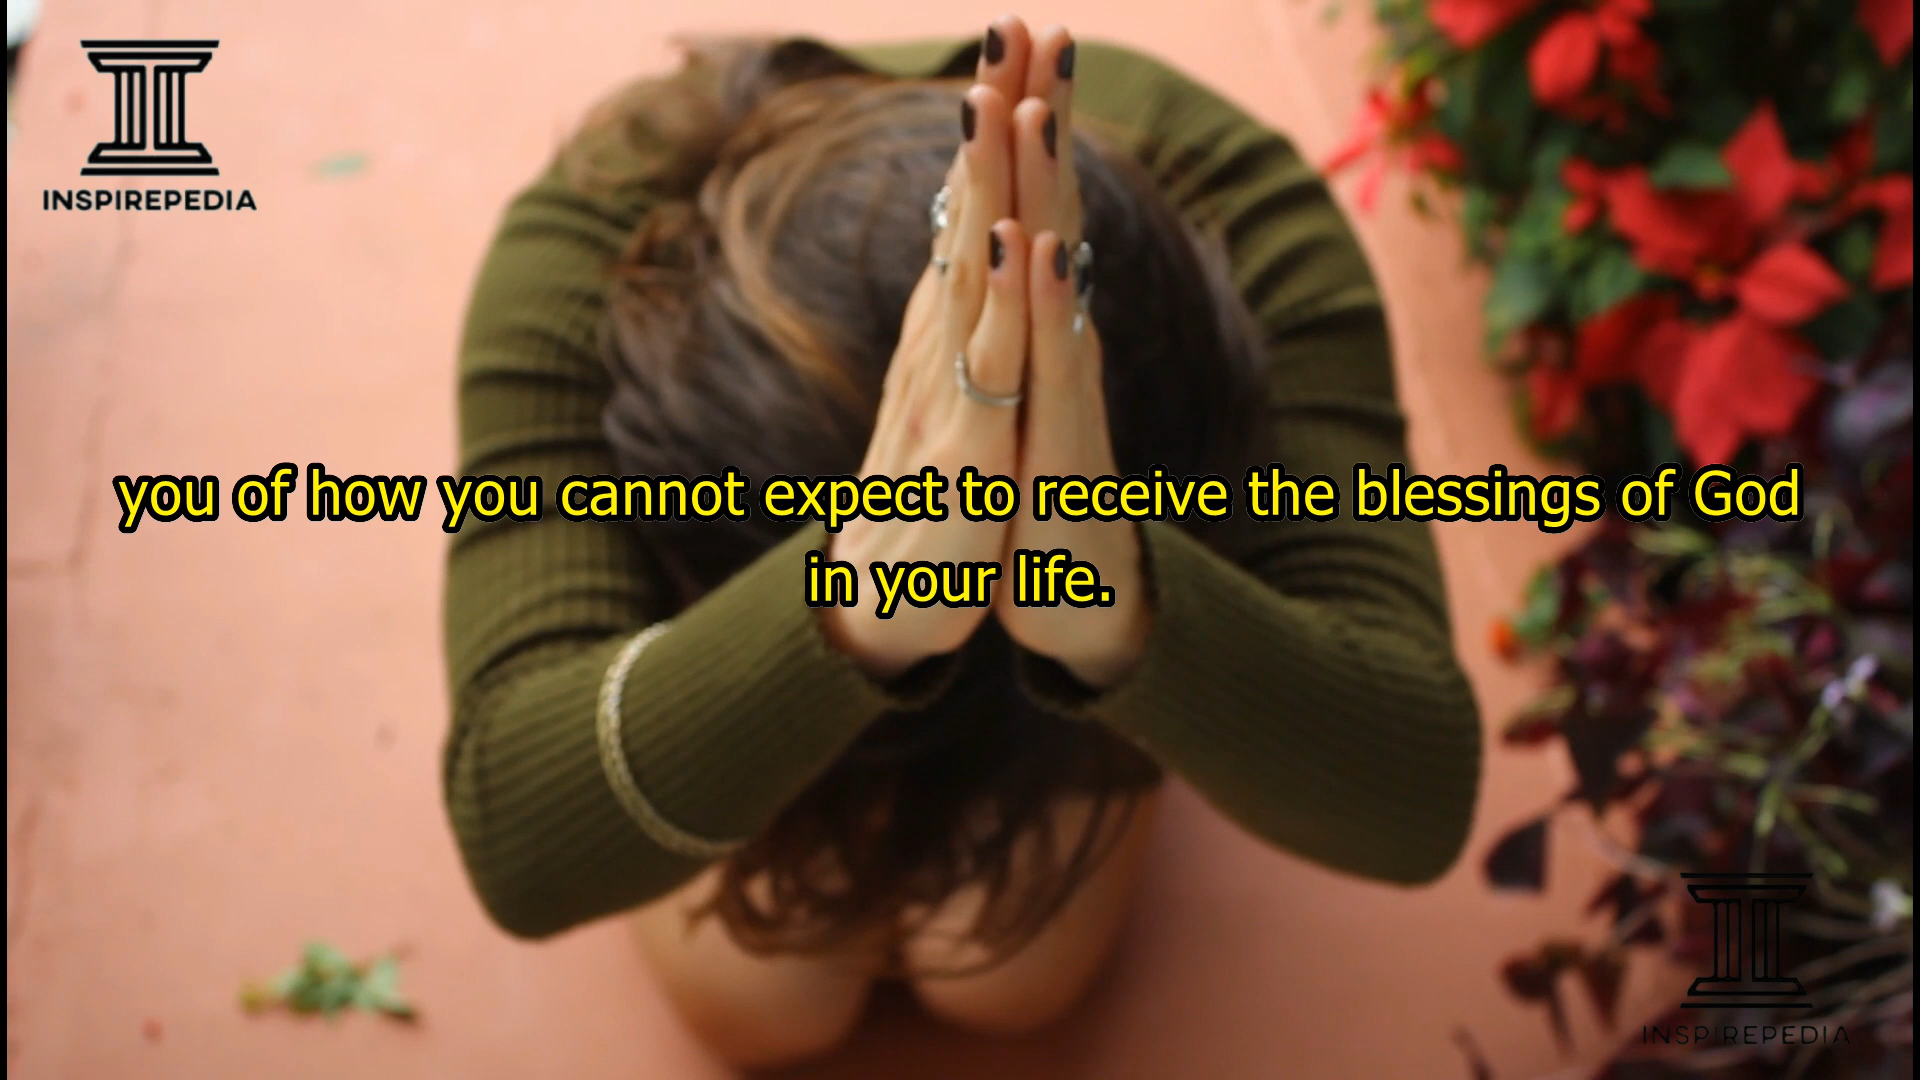 INSPIREPEDIA
you of how you cannot expect to receive the blessings of God
in your life.
INSPIREPEDIA